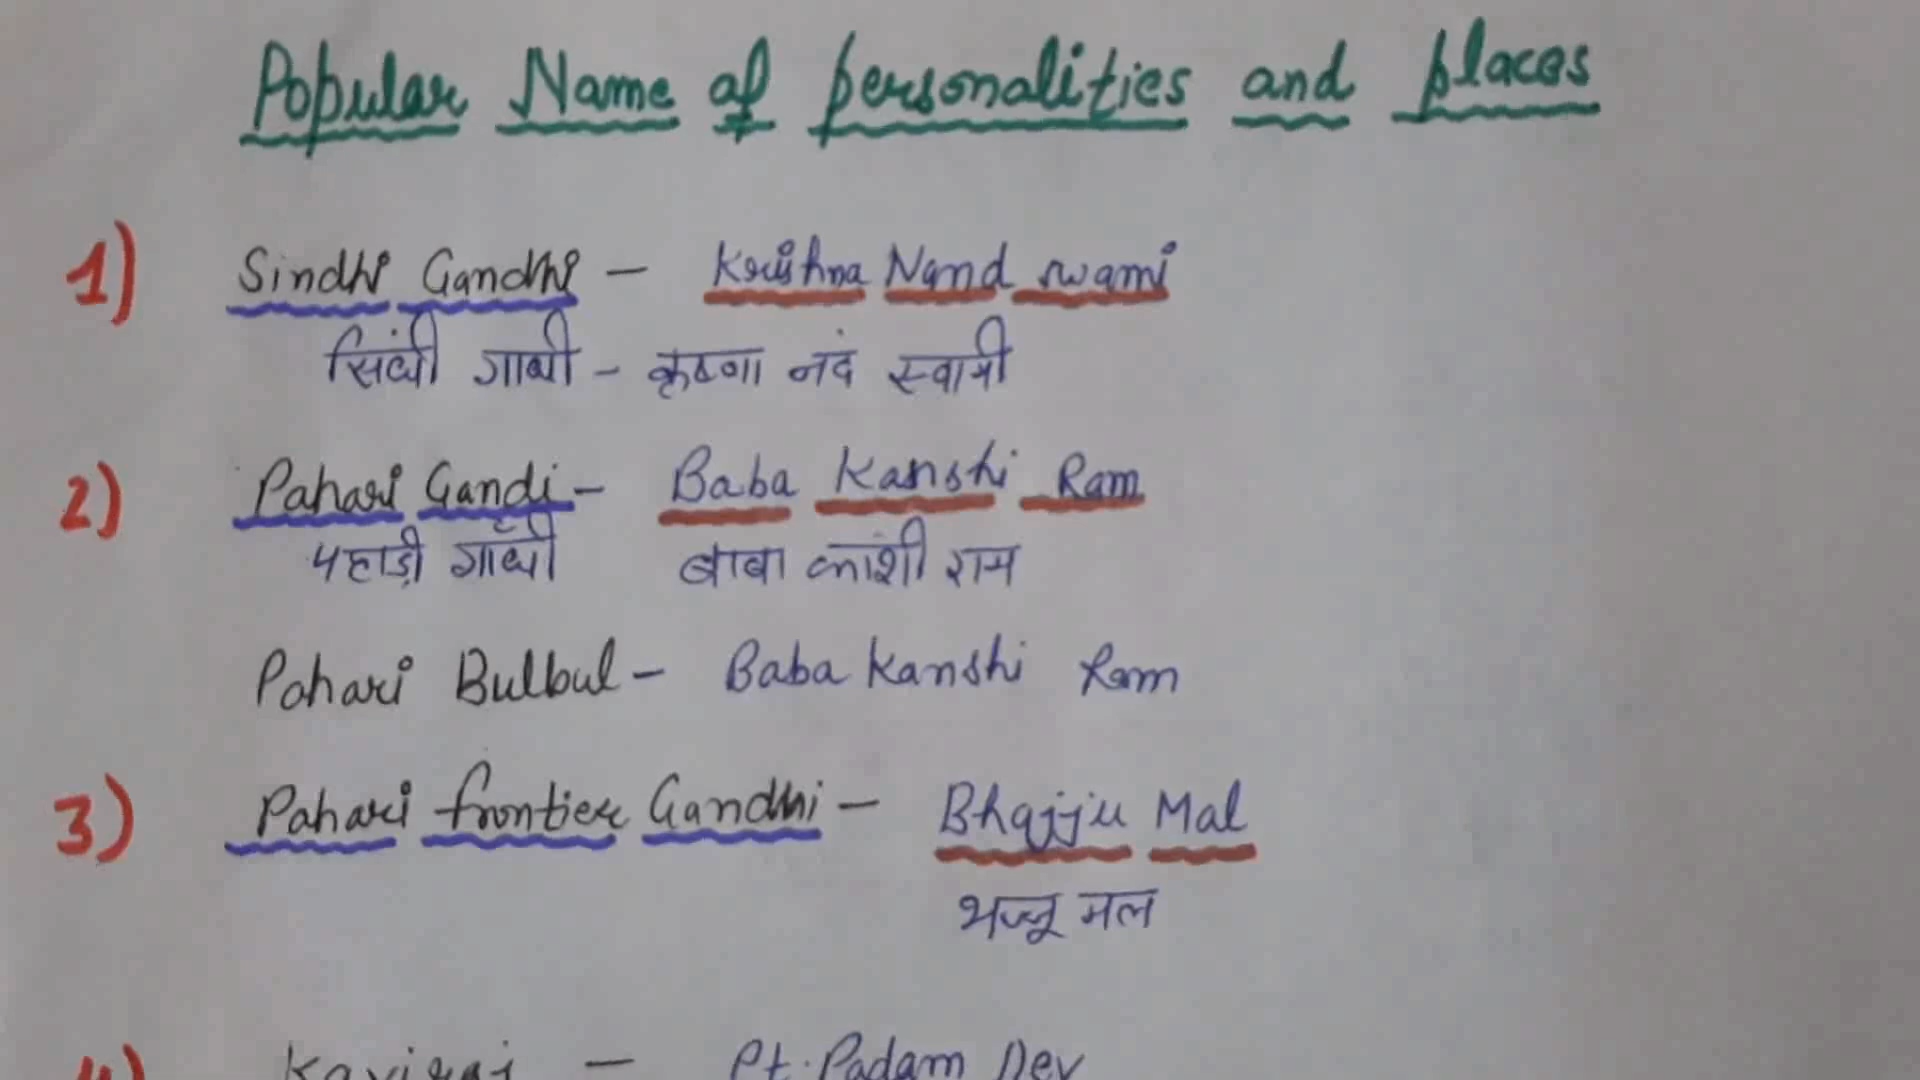 Popular Name of personalities and places
1) Sindhi Gandhi - Krishna Nand swami
सिंधी गाधी - कृष्णा नंद स्वामी
2) Pahari Gandi - Baba Kanshi Ram
पहाड़ी गाँधी बाबा कांशी राम
Pahari Bulbul - Baba Kanshi Ram
3) Pahari frontier Gandhi - Bhajju Mal
भज्जू मल
4) Kaviraj - Pt. Padam Dev